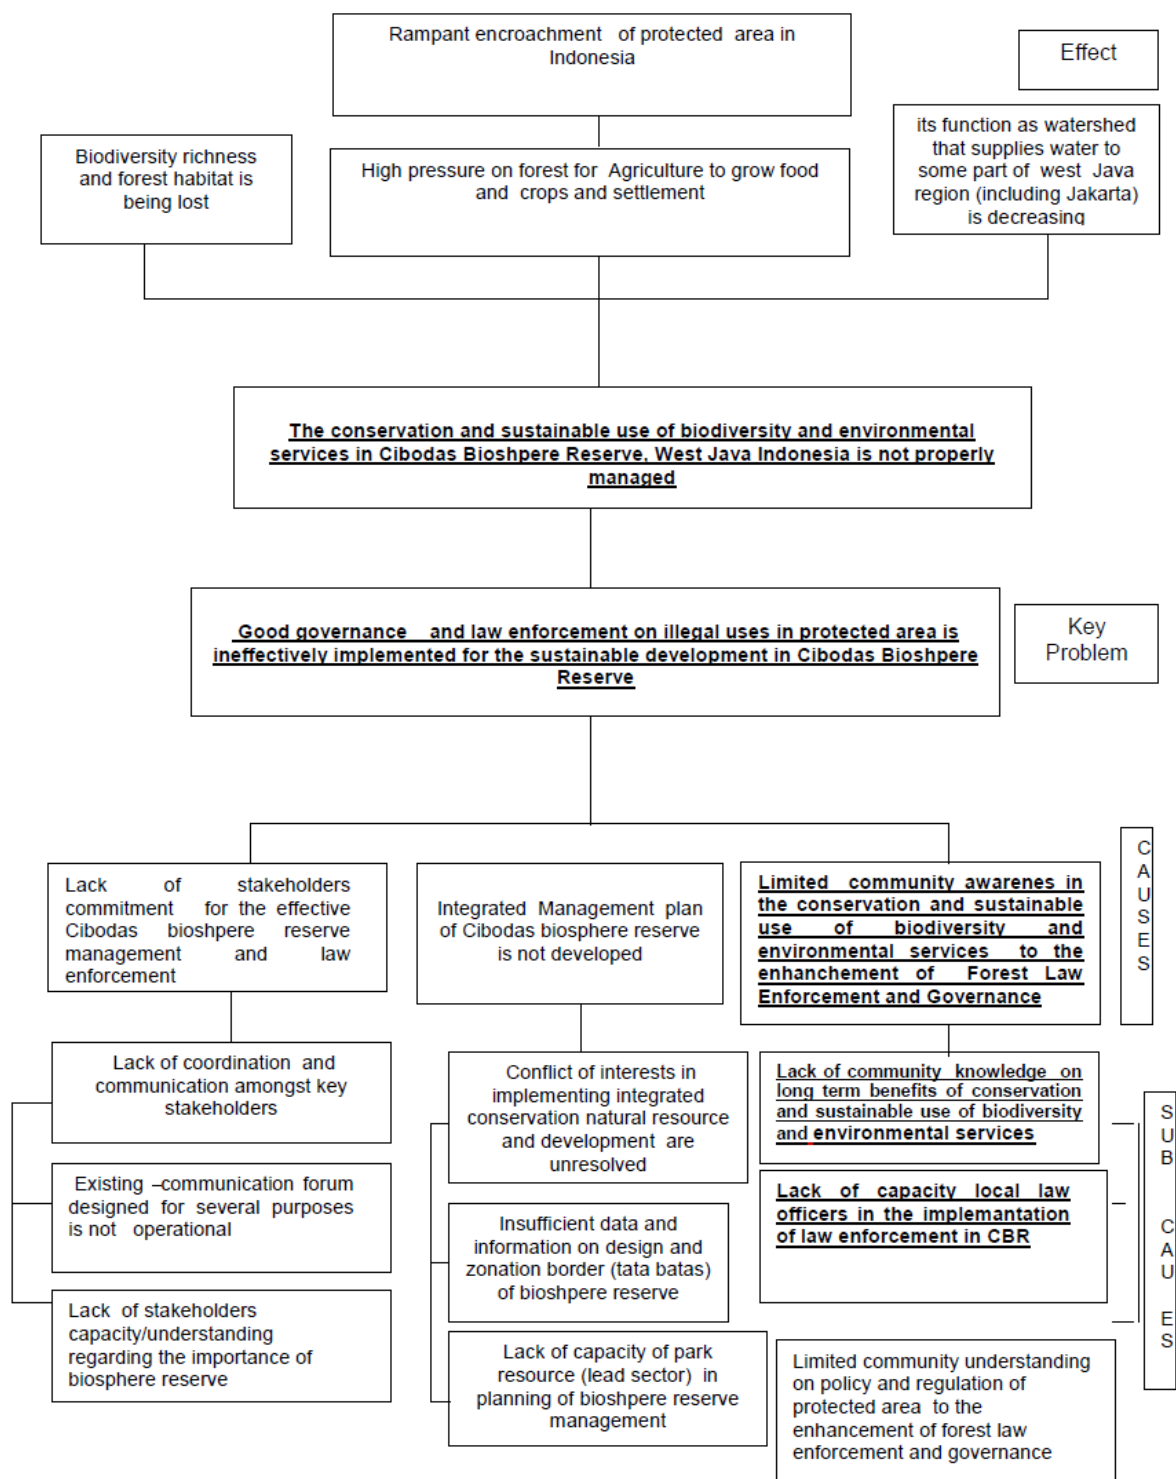 Rampant encroachment of protected area in
Indonesia
Effect
Biodiversity richness
and forest habitat is
being lost
High pressure on forest for Agriculture to grow food
and crops and settlement
its function as watershed
that supplies water to
some part of west Java
region (including Jakarta)
is decreasing
The conservation and sustainable use of biodiversity and environmental
services in Cibodas Bioshpere Reserve, West Java Indonesia is not properly
managed
Good governance and law enforcement on illegal uses in protected area is
ineffectively implemented for the sustainable development in Cibodas Bioshpere
Reserve
Key
Problem
C
A
U
S
E
S
Lack of stakeholders
commitment for the effective
Cibodas bioshpere reserve
management and law
enforcement
Integrated Management plan
of Cibodas biosphere reserve
is not developed
Limited community awarenes in
the conservation and sustainable
use of biodiversity and
environmental services to the
enhanchement of Forest Law
Enforcement and Governance
Lack of coordination and
communication amongst key
stakeholders
Existing –communication forum
designed for several purposes
is not operational
Lack of stakeholders
capacity/understanding
regarding the importance of
biosphere reserve
Conflict of interests in
implementing integrated
conservation natural resource
and development are
unresolved
Insufficient data and
information on design and
zonation border (tata batas)
of bioshpere reserve
Lack of capacity of park
resource (lead sector) in
planning of bioshpere reserve
management
Lack of community knowledge on
long term benefits of conservation
and sustainable use of biodiversity
and environmental services
Lack of capacity local law
officers in the implemantation
of law enforcement in CBR
Limited community understanding
on policy and regulation of
protected area to the
enhancement of forest law
enforcement and governance
S
U
B
C
A
U
E
S